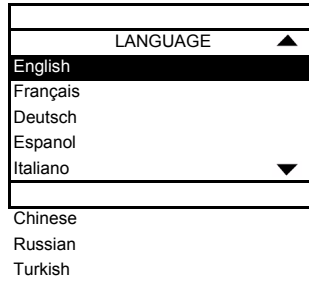 LANGUAGE
English
Français
Deutsch
Espanol
Italiano
Chinese
Russian
Turkish